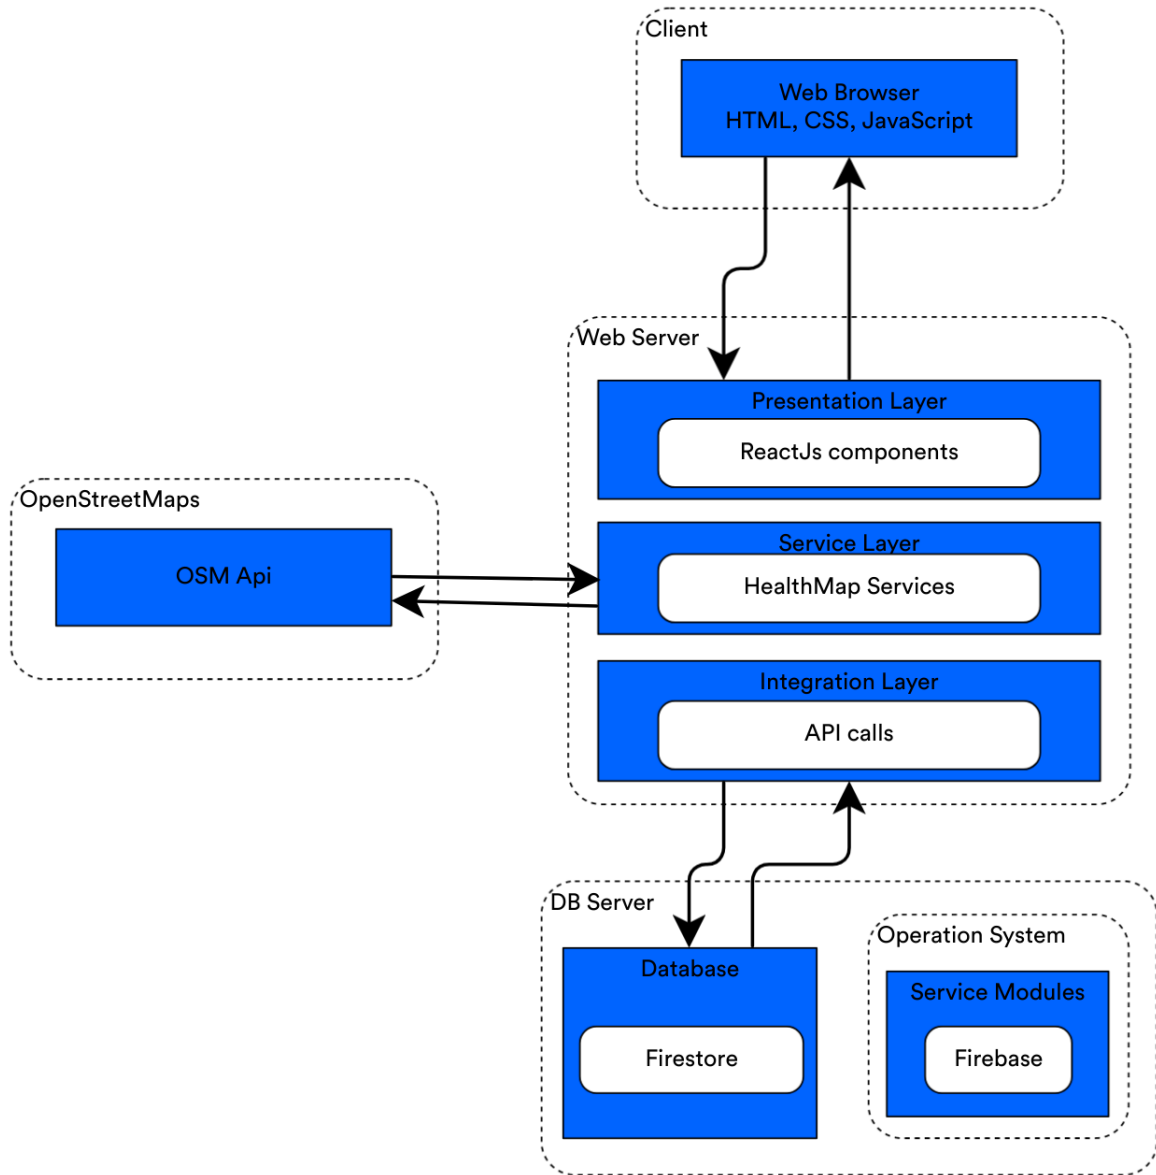 Client
Web Browser
HTML, CSS, JavaScript
Web Server
Presentation Layer
ReactJs components
OpenStreetMaps
OSM Api
Service Layer
HealthMap Services
Integration Layer
API calls
DB Server
Database
Firestore
Operation System
Service Modules
Firebase